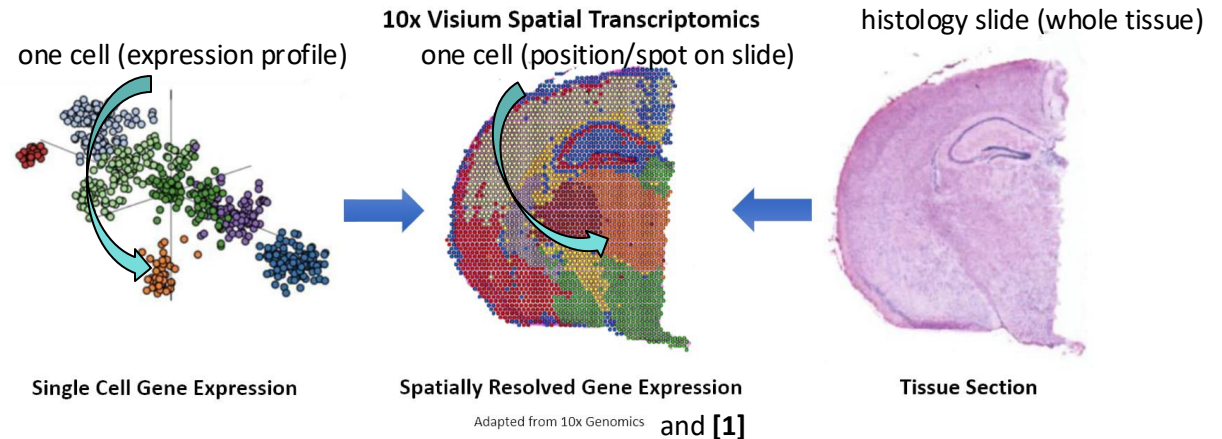 10x Visium Spatial Transcriptomics
histology slide (whole tissue)
one cell (expression profile)
one cell (position/spot on slide)
Single Cell Gene Expression
Spatially Resolved Gene Expression
Tissue Section
Adapted from 10x Genomics and [1]